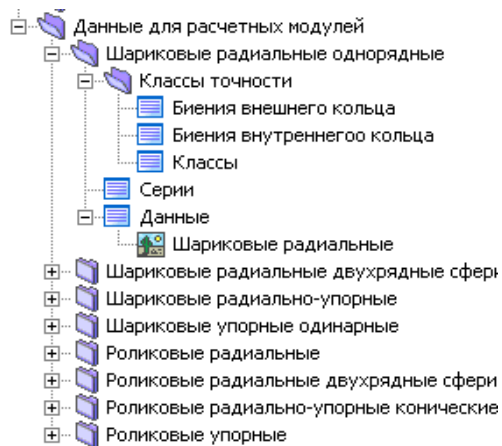 Данные для расчетных модулей
Шариковые радиальные однорядные
Классы точности
Биения внешнего кольца
Биения внутреннегоо кольца
Классы
Серии
Данные
Шариковые радиальные
Шариковые радиальные двухрядные сфер
Шариковые радиально-упорные
Шариковые упорные одинарные
Роликовые радиальные
Роликовые радиальные двухрядные сфери
Роликовые радиально-упорные конические
Роликовые упорные